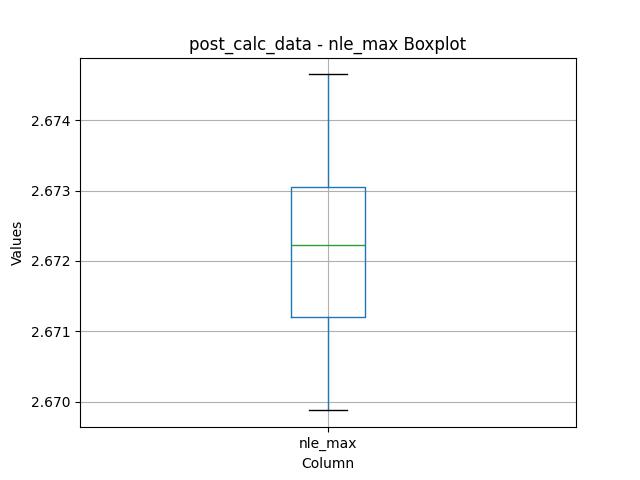 post_calc_data - nle_max Boxplot
2.674
2.673
2.672
2.671
2.670
Values
nle_max
Column